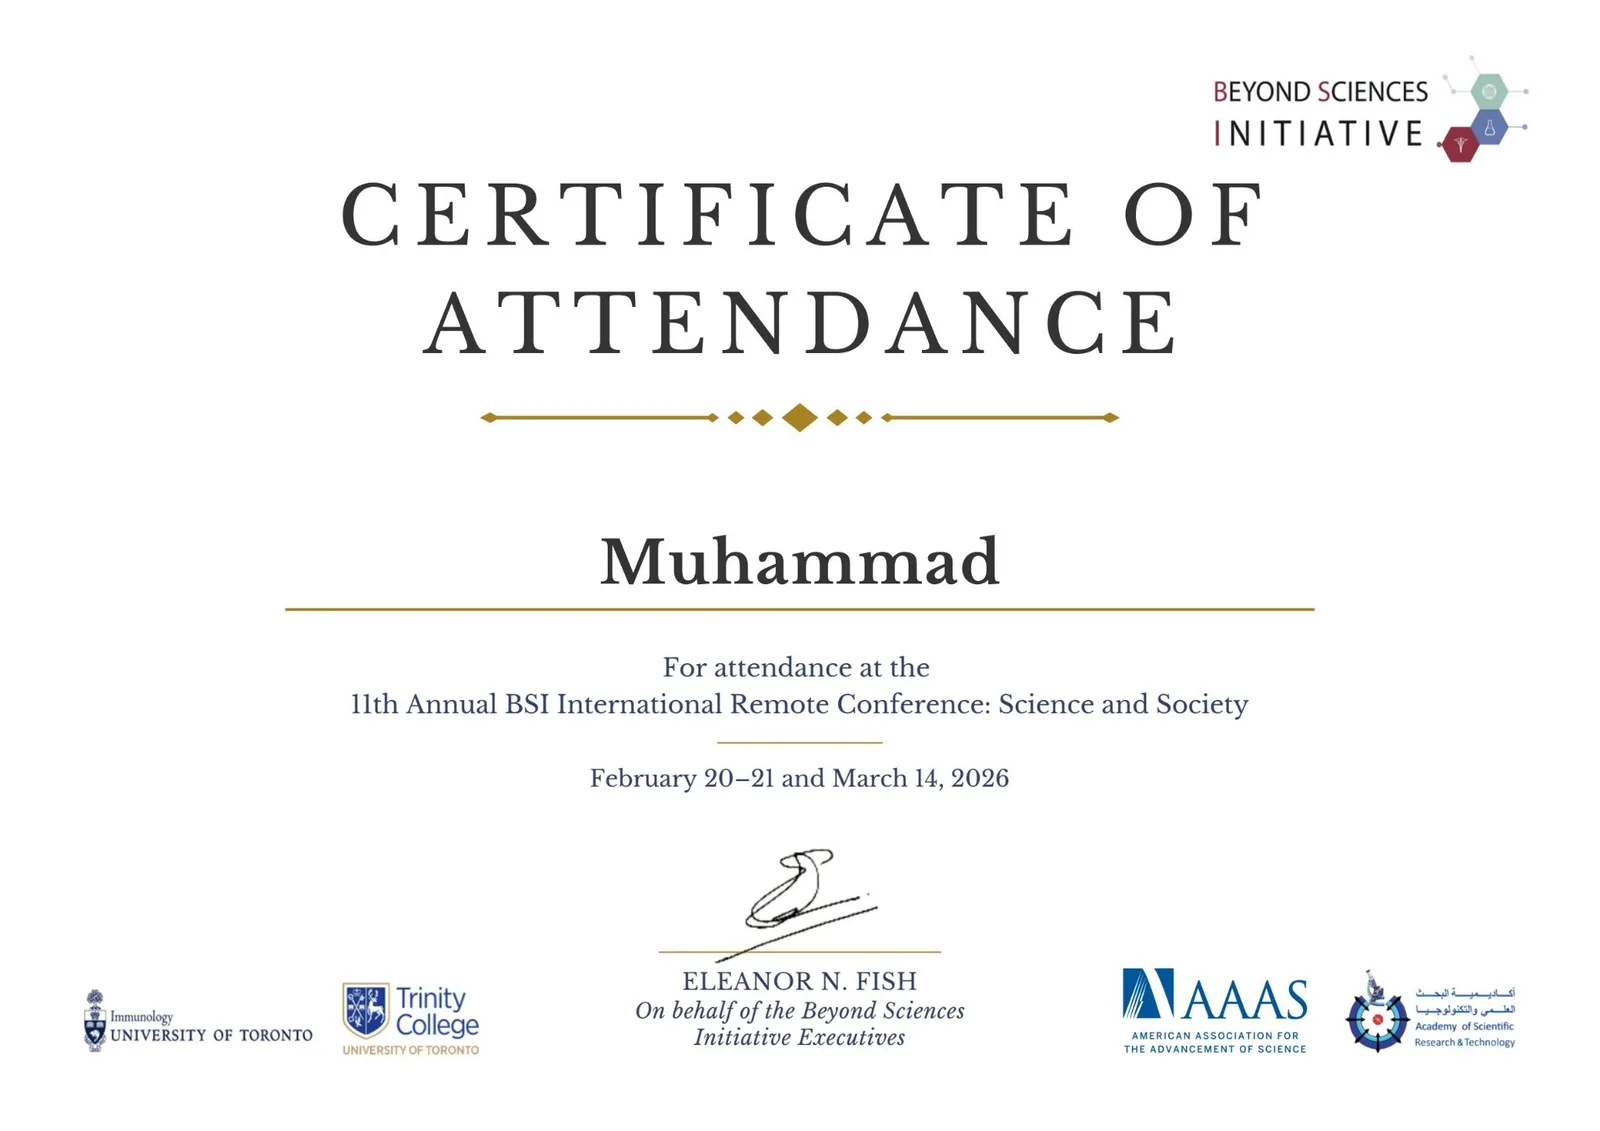 BEYOND SCIENCES
INITIATIVE
CERTIFICATE OF
ATTENDANCE
Muhammad
For attendance at the
11th Annual BSI International Remote Conference: Science and Society
February 20–21 and March 14, 2026
ELEANOR N. FISH
On behalf of the Beyond Sciences
Initiative Executives
Immunology
UNIVERSITY OF TORONTO
Trinity
College
UNIVERSITY OF TORONTO
AAAS
AMERICAN ASSOCIATION FOR
THE ADVANCEMENT OF SCIENCE
أكاديمية البحث
العلمي والتكنولوجيا
Academy of Scientific
Research & Technology